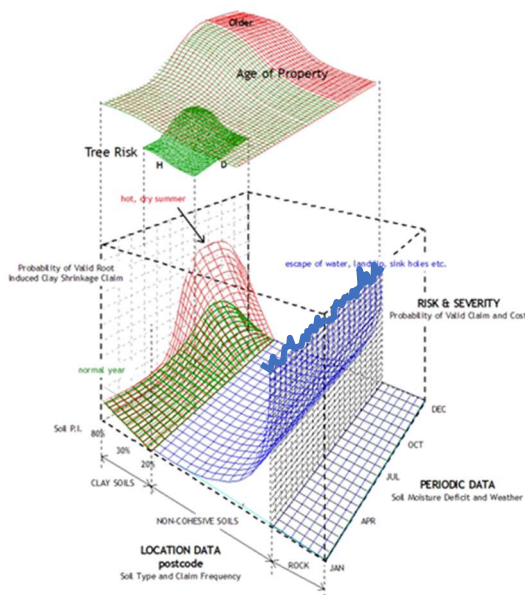 Older
Age of Property
Tree Risk
H
D
hot, dry summer
escape of water, landslip, sink holes etc.
Probability of Valid Root
Induced Clay Shrinkage Claim
RISK & SEVERITY
Probability of Valid Claim and Cost
normal year
Soil P.I.
80%
30%
20%
CLAY SOILS
NON-COHESIVE SOILS
ROCK
DEC
OCT
JUL
APR
JAN
PERIODIC DATA
Soil Moisture Deficit and Weather
LOCATION DATA
postcode
Soil Type and Claim Frequency